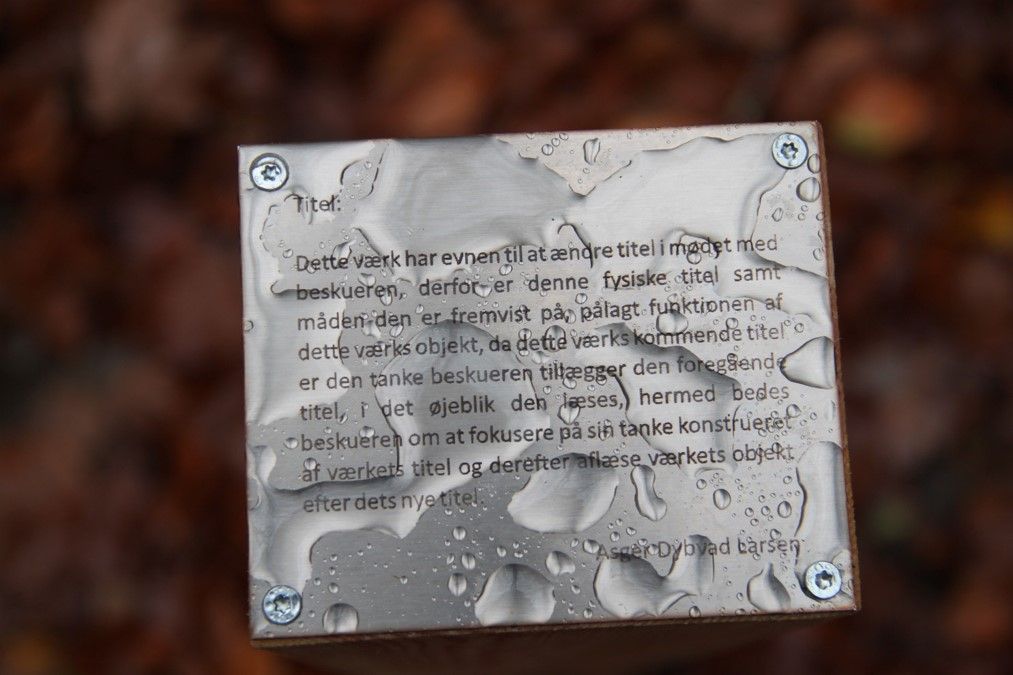 Titel:
Dette værk har evnen til at ændre titel i mødet med
beskueren, derfor er denne fysiske titel samt
måden den er fremvist på, pålagt funktionen af
dette værks objekt, da dette værks kommende titel
er den tanke beskueren tillægger den foregående
titel, i det øjeblik den læses, hermed bedes
beskueren om at fokusere på sin tanke konstrueret
af værkets titel og derefter aflæse værkets objekt
efter dets nye titel.
Asger Dybvad Larsen